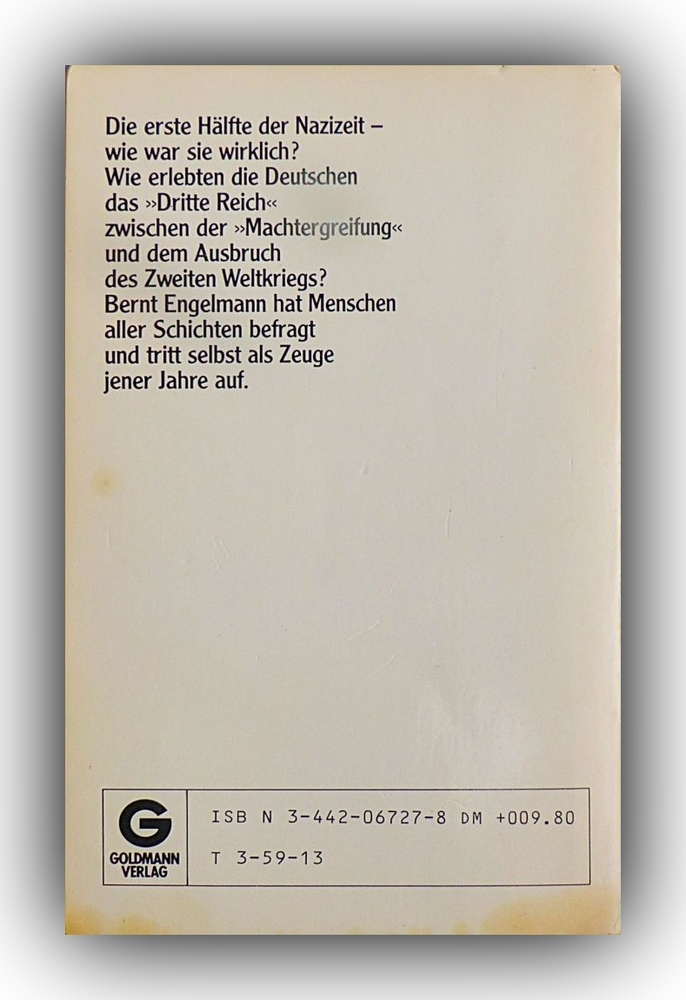 Die erste Hälfte der Nazizeit –
wie war sie wirklich?
Wie erlebten die Deutschen
das »Dritte Reich«
zwischen der »Machtergreifung«
und dem Ausbruch
des Zweiten Weltkriegs?
Bernt Engelmann hat Menschen
aller Schichten befragt
und tritt selbst als Zeuge
jener Jahre auf.
G
GOLDMANN
VERLAG
ISB N 3-442-06727-8 DM +009.80
T 3-59-13